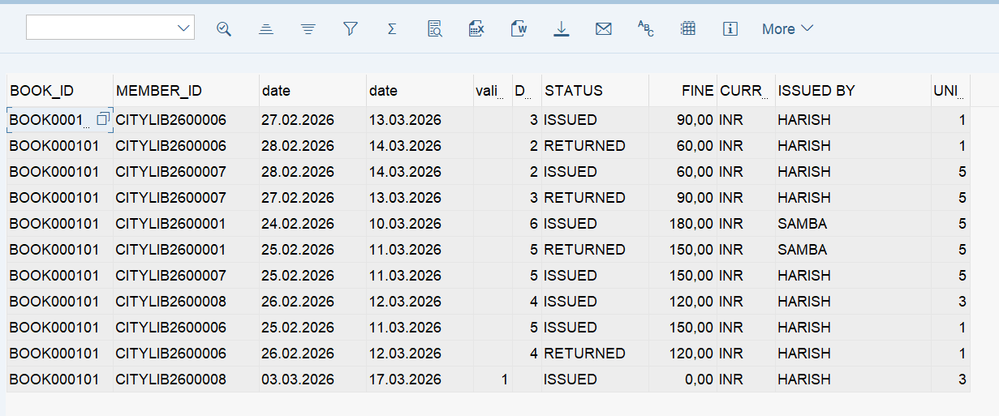 More
BOOK_ID MEMBER_ID date date vali.. D.. STATUS FINE CURR.. ISSUED BY UNI..
BOOK0001.. CITYLIB2600006 27.02.2026 13.03.2026 3 ISSUED 90,00 INR HARISH 1
BOOK000101 CITYLIB2600006 28.02.2026 14.03.2026 2 RETURNED 60,00 INR HARISH 1
BOOK000101 CITYLIB2600007 28.02.2026 14.03.2026 2 ISSUED 60,00 INR HARISH 5
BOOK000101 CITYLIB2600007 27.02.2026 13.03.2026 3 RETURNED 90,00 INR HARISH 5
BOOK000101 CITYLIB2600001 24.02.2026 10.03.2026 6 ISSUED 180,00 INR SAMBA 5
BOOK000101 CITYLIB2600001 25.02.2026 11.03.2026 5 RETURNED 150,00 INR SAMBA 5
BOOK000101 CITYLIB2600007 25.02.2026 11.03.2026 5 ISSUED 150,00 INR HARISH 5
BOOK000101 CITYLIB2600008 26.02.2026 12.03.2026 4 ISSUED 120,00 INR HARISH 3
BOOK000101 CITYLIB2600006 25.02.2026 11.03.2026 5 ISSUED 150,00 INR HARISH 1
BOOK000101 CITYLIB2600006 26.02.2026 12.03.2026 4 RETURNED 120,00 INR HARISH 1
BOOK000101 CITYLIB2600008 03.03.2026 17.03.2026 1 ISSUED 0,00 INR HARISH 3